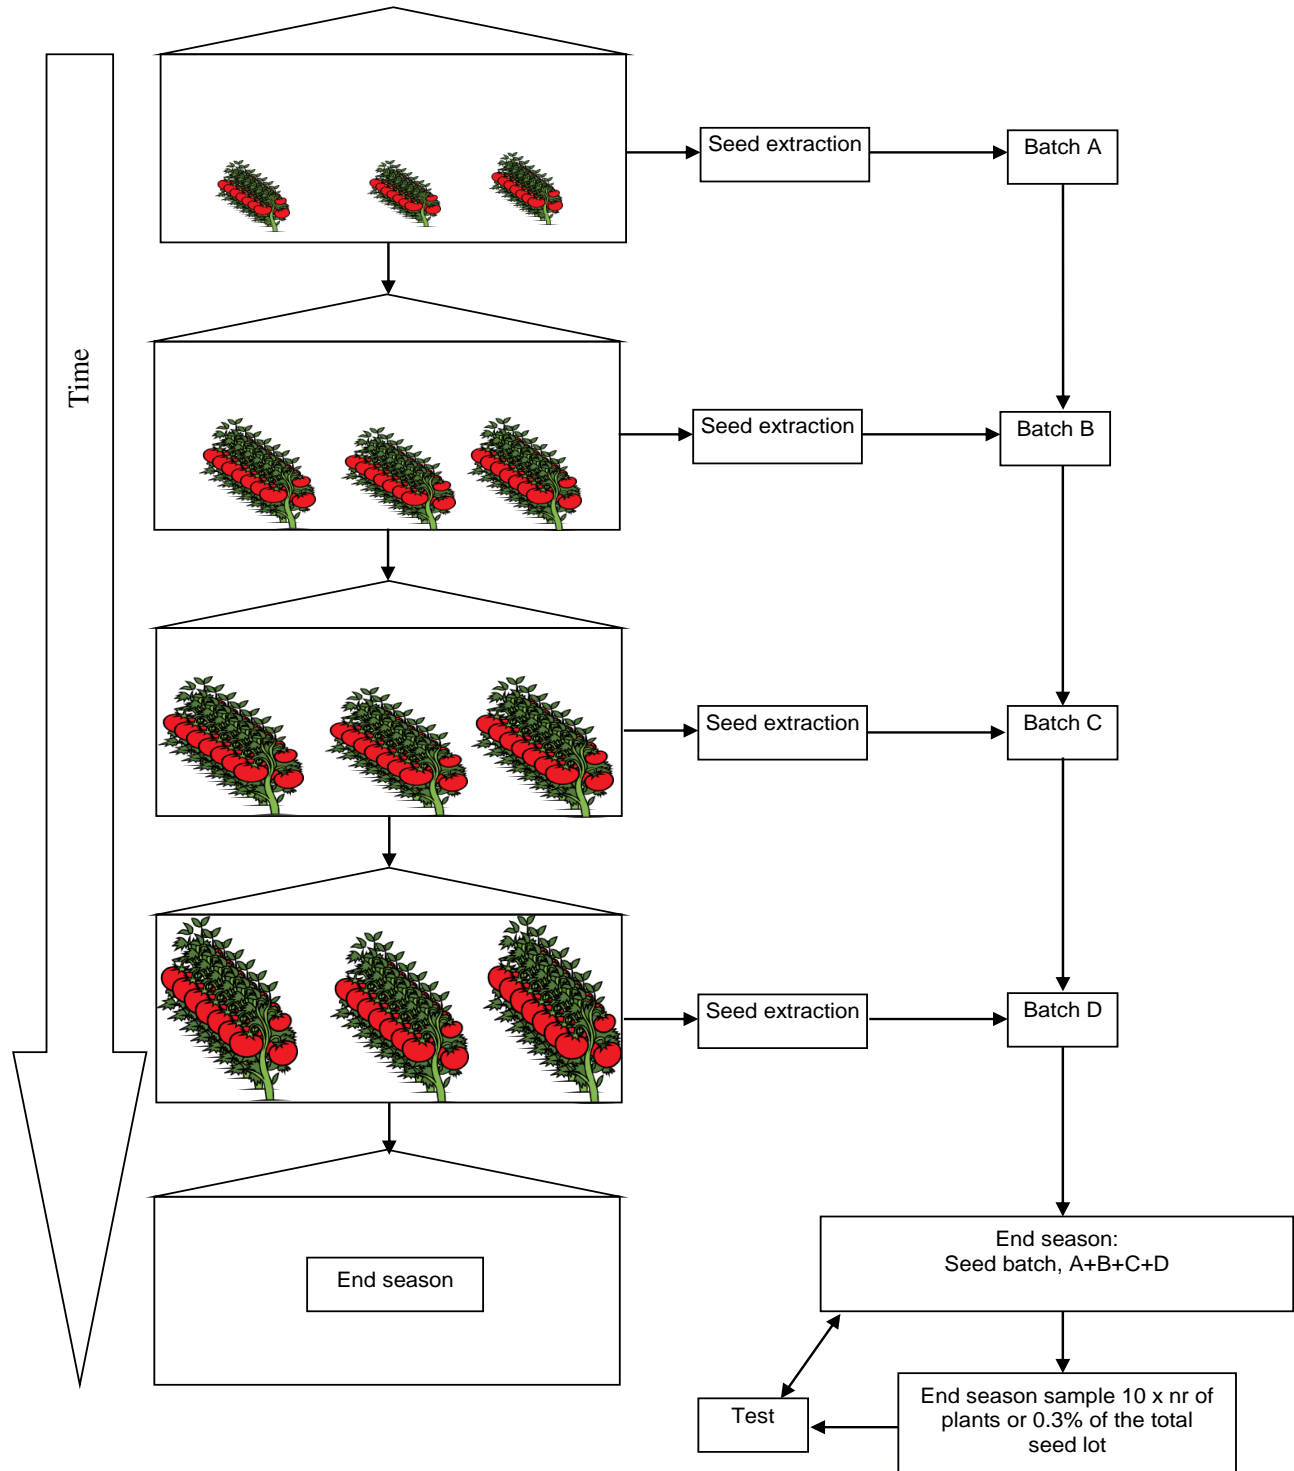 Time
Seed extraction
Batch A
Seed extraction
Batch B
Seed extraction
Batch C
Seed extraction
Batch D
End season
End season:
Seed batch, A+B+C+D
Test
End season sample 10 x nr of
plants or 0.3% of the total
seed lot